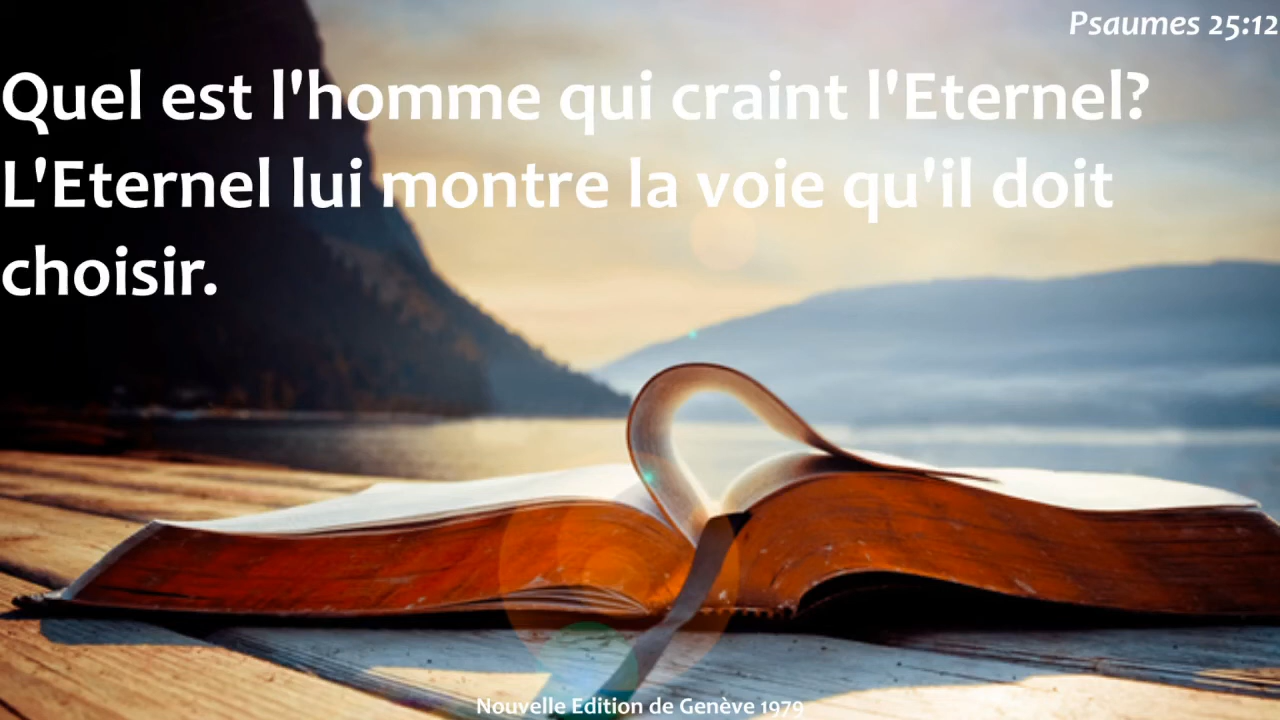 Psaumes 25:12
Quel est l'homme qui craint l'Eternel?
L'Eternel lui montre la voie qu'il doit
choisir.
Nouvelle Edition de Genève 1979